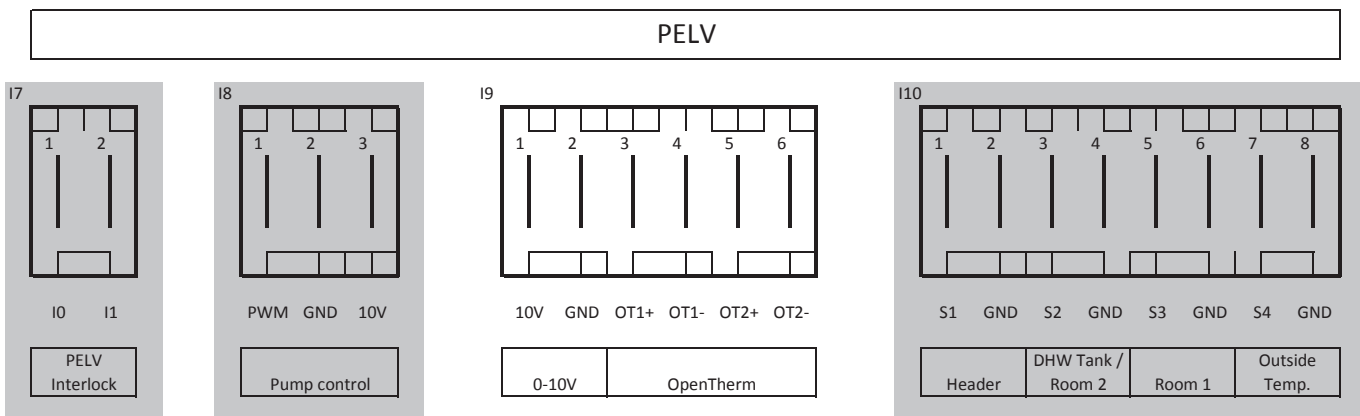 PELV
I7 I8 I9 I10
1 2 1 2 3 1 2 3 4 5 6 1 2 3 4 5 6 7 8
I0 I1 PWM GND 10V 10V GND OT1+ OT1- OT2+ OT2- S1 GND S2 GND S3 GND S4 GND
PELV DHW Tank / Outside
Interlock Pump control 0-10V OpenTherm Header Room 2 Room 1 Temp.